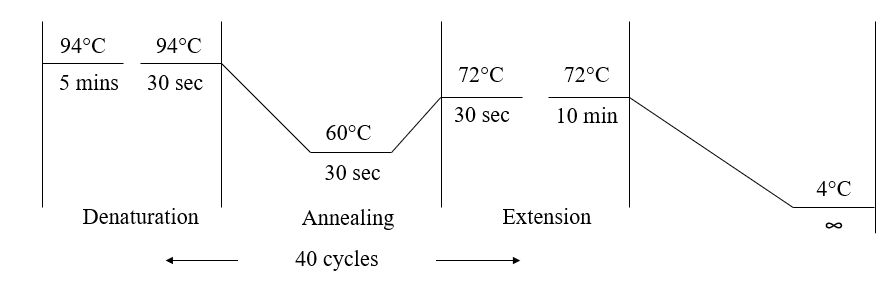 94°C
5 mins
94°C
30 sec
60°C
30 sec
72°C
30 sec
72°C
10 min
4°C
∞
Denaturation
Annealing
Extension
40 cycles